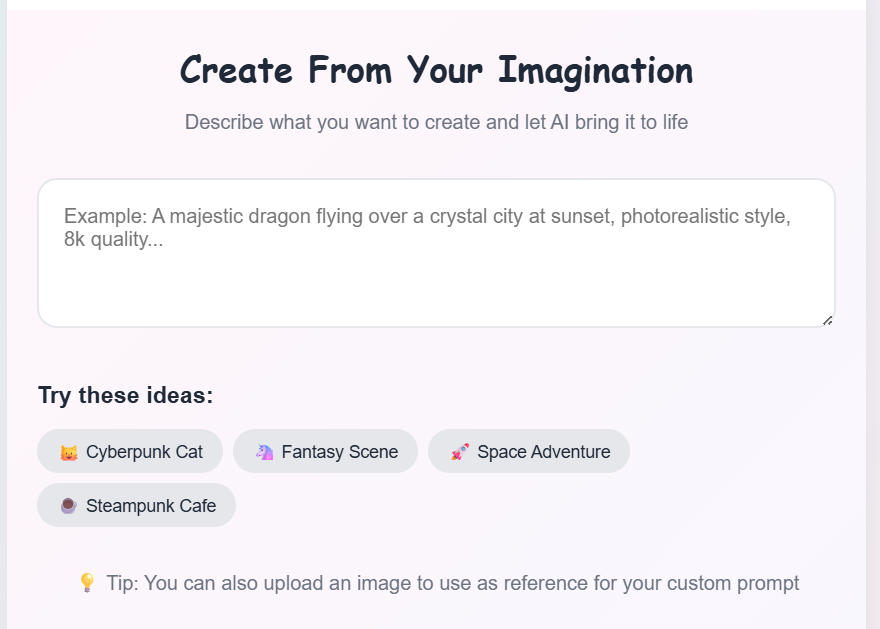 Create From Your Imagination
Describe what you want to create and let AI bring it to life
Example: A majestic dragon flying over a crystal city at sunset, photorealistic style,
8k quality...
Try these ideas:
Cyberpunk Cat
Fantasy Scene
Space Adventure
Steampunk Cafe
Tip: You can also upload an image to use as reference for your custom prompt